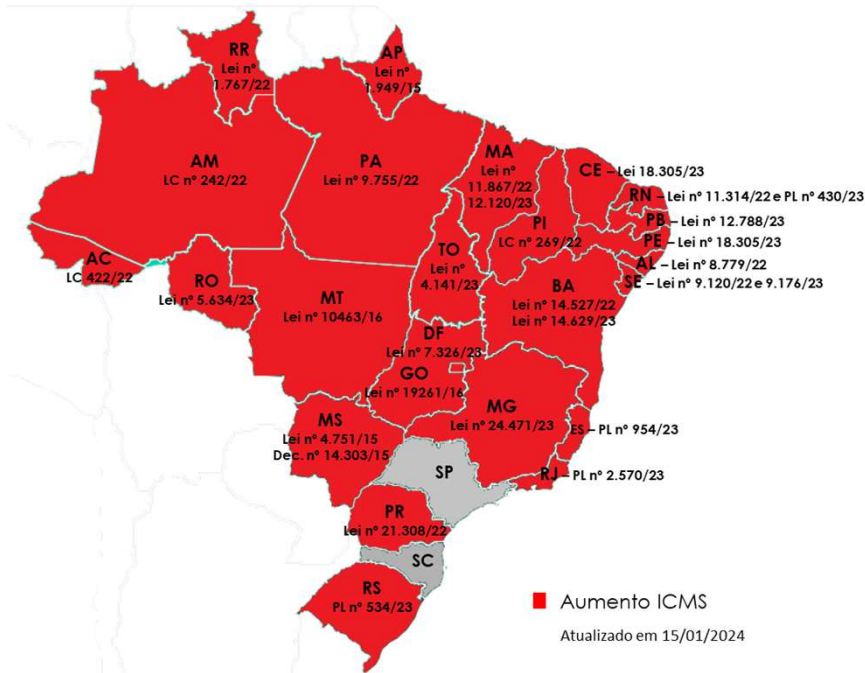 RR
Lei nº
1.767/22
AP
Lei nº
1.949/15
AM
LC nº 242/22
PA
Lei nº 9.755/22
MA
Lei nº
11.867/22
12.120/23
CE – Lei 18.305/23
RN – Lei nº 11.314/22 e PL nº 430/23
PB – Lei nº 12.788/23
PI
LC nº 269/22
PE – Lei nº 18.305/23
AL – Lei nº 8.779/22
SE – Lei nº 9.120/22 e 9.176/23
AC
LC 422/22
RO
Lei nº 5.634/23
TO
Lei nº
4.141/23
MT
Lei nº 10463/16
BA
Lei nº 14.527/22
Lei nº 14.629/23
DF
Lei nº 7.326/23
GO
Lei nº 19261/16
MG
Lei nº 24.471/23
ES – PL nº 954/23
MS
Lei nº 4.751/15
Dec. nº 14.303/15
RJ – PL nº 2.570/23
SP
PR
Lei nº 21.308/22
SC
RS
PL nº 534/23
Aumento ICMS
Atualizado em 15/01/2024